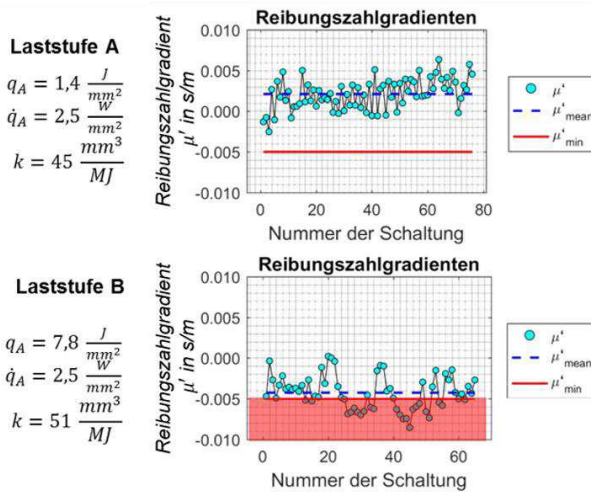 Laststufe A
q_A = 1,4 J/mm²
q̇_A = 2,5 W/mm²
k = 45 mm³/MJ
Reibungszahlgradienten
Reibungszahlgradient
µ' in s/m
0.010
0.005
0.000
-0.005
-0.010
0 20 40 60 80
Nummer der Schaltung
µ'
µ'mean
µ'min
Laststufe B
q_A = 7,8 J/mm²
q̇_A = 2,5 W/mm²
k = 51 mm³/MJ
Reibungszahlgradienten
Reibungszahlgradient
µ' in s/m
0.010
0.005
0.000
-0.005
-0.010
0 20 40 60
Nummer der Schaltung
µ'
µ'mean
µ'min